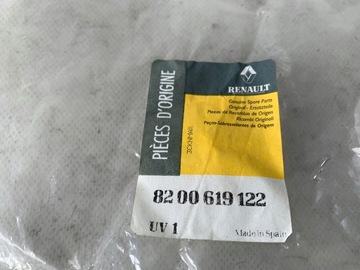 RENAULT
PIÈCES D'ORIGINE
Genuine Spare Parts
Original - Ersatzteile
Piezas de Recambio de Origen
Ricambi Originali
Peças-Sobressalentes de Origem
82 00 619 122
UV 1
Made in Spain